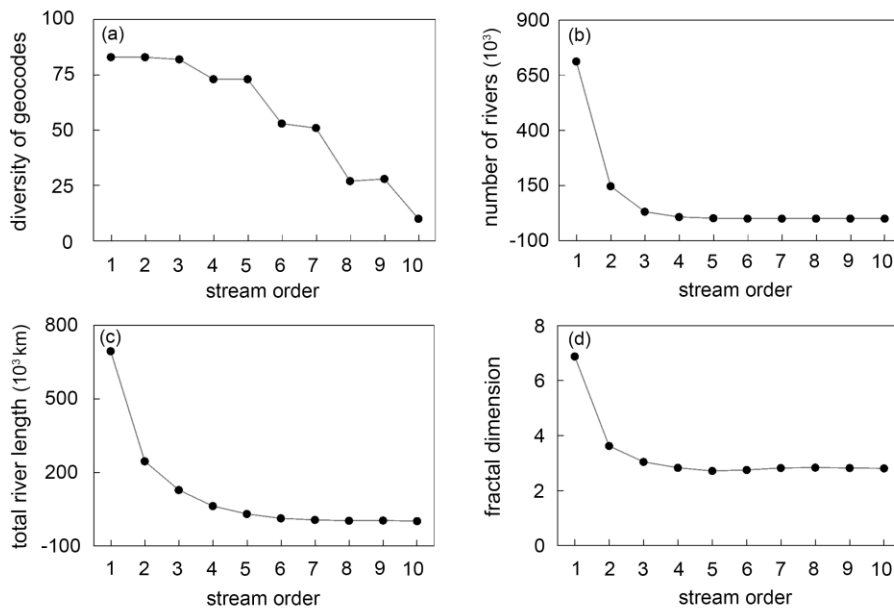 (a)
diversity of geocodes
100
75
50
25
0
1 2 3 4 5 6 7 8 9 10
stream order
(b)
number of rivers (10³)
900
650
400
150
-100
1 2 3 4 5 6 7 8 9 10
stream order
(c)
total river length (10³ km)
800
500
200
-100
1 2 3 4 5 6 7 8 9 10
stream order
(d)
fractal dimension
8
6
4
2
0
1 2 3 4 5 6 7 8 9 10
stream order